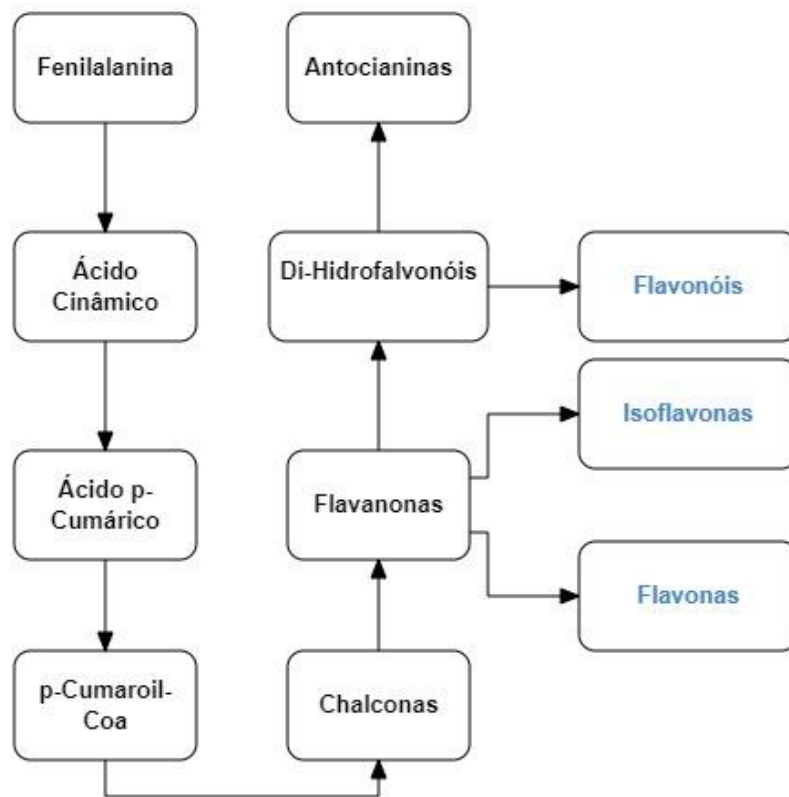 Fenilalanina
Antocianinas
Ácido
Cinâmico
Di-Hidrofalvonóis
Flavonóis
Isoflavonas
Ácido p-
Cumárico
Flavanonas
Flavonas
p-Cumaroil-
Coa
Chalconas